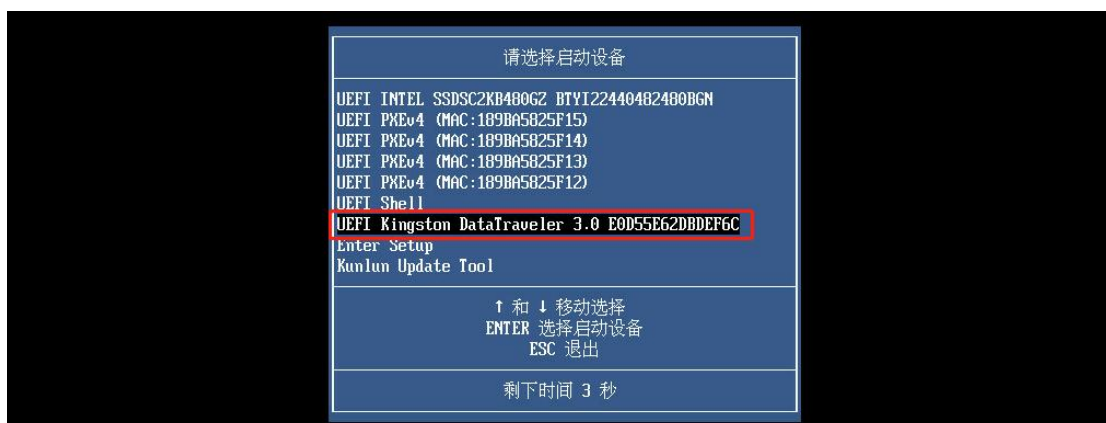 请选择启动设备
UEFI INTEL SSDSC2KB480GZ BTYI22440482480BGN
UEFI PXEv4 (MAC:189BA5825F15)
UEFI PXEv4 (MAC:189BA5825F14)
UEFI PXEv4 (MAC:189BA5825F13)
UEFI PXEv4 (MAC:189BA5825F12)
UEFI Shell
UEFI Kingston DataTraveler 3.0 E0D55E62DBDEF6C
Enter Setup
Kunlun Update Tool
↑ 和 ↓ 移动选择
ENTER 选择启动设备
ESC 退出
剩下时间 3 秒